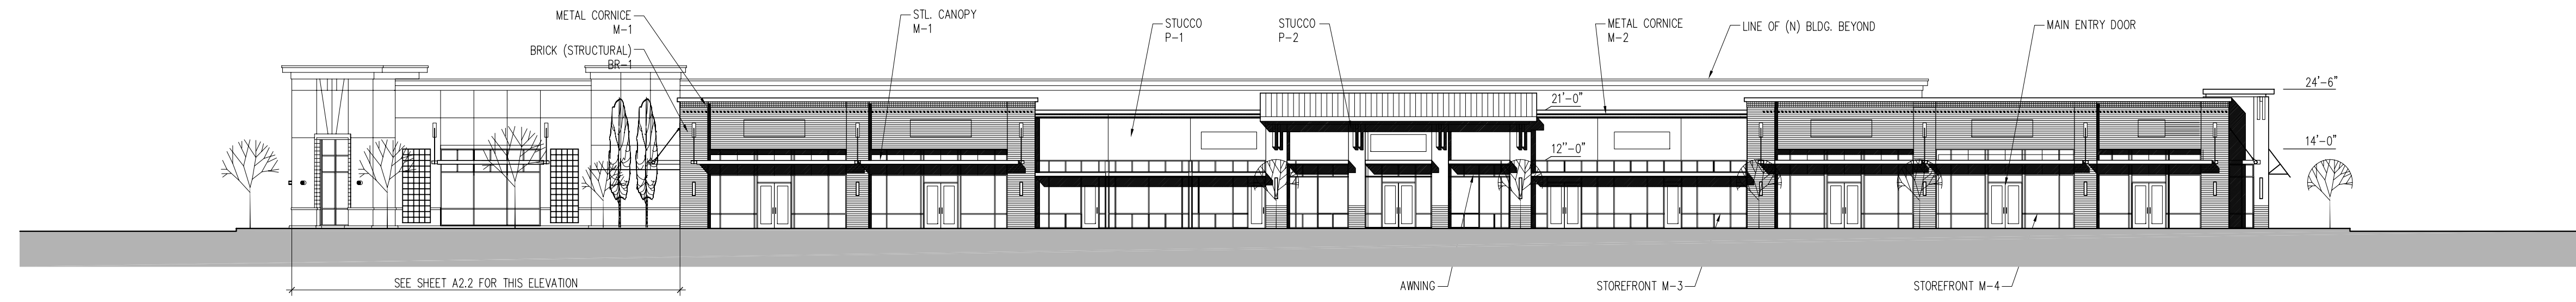 METAL CORNICE
M-1
BRICK (STRUCTURAL)
BR-1
STL. CANOPY
M-1
STUCCO
P-1
STUCCO
P-2
METAL CORNICE
M-2
LINE OF (N) BLDG. BEYOND
MAIN ENTRY DOOR
21'-0"
12"-0"
24'-6"
14'-0"
SEE SHEET A2.2 FOR THIS ELEVATION
AWNING
STOREFRONT M-3
STOREFRONT M-4